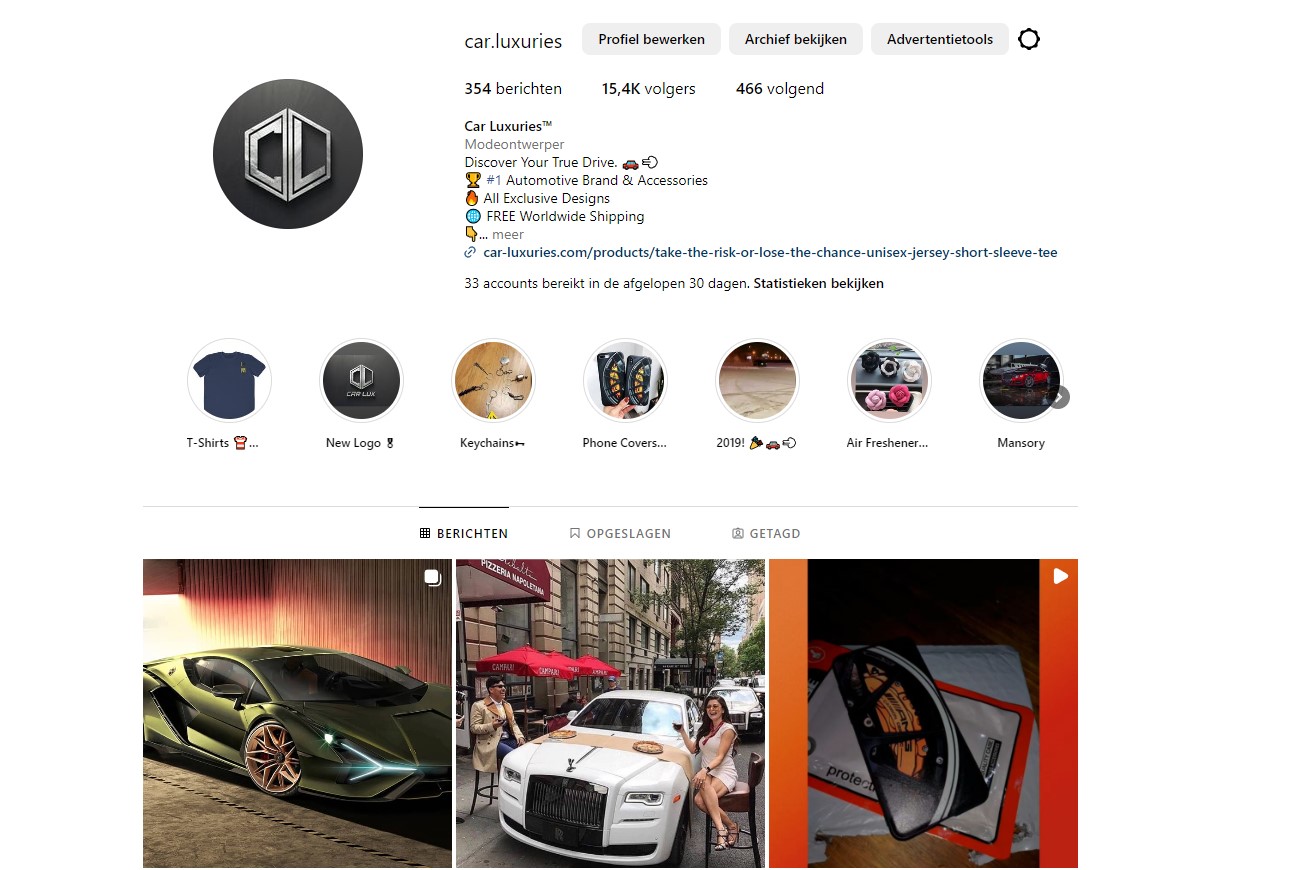 car.luxuries Profiel bewerken Archief bekijken Advertentietools
354 berichten 15,4K volgers 466 volgend
CL
Car Luxuries™
Modeontwerper
Discover Your True Drive. 🚗💨
🏆 #1 Automotive Brand & Accessories
🔥 All Exclusive Designs
🌐 FREE Worldwide Shipping
👇... meer
car-luxuries.com/products/take-the-risk-or-lose-the-chance-unisex-jersey-short-sleeve-tee
33 accounts bereikt in de afgelopen 30 dagen. Statistieken bekijken
CL
CAR LUX
T-Shirts 👕...
New Logo 🎖
Keychains🗝
Phone Covers...
2019! 🎉🚗💨
Air Freshener...
Mansory
BERICHTEN OPGESLAGEN GETAGD
PIZZERIA NAPOLETANA
CAMPARI CAMPARI CAMPARI